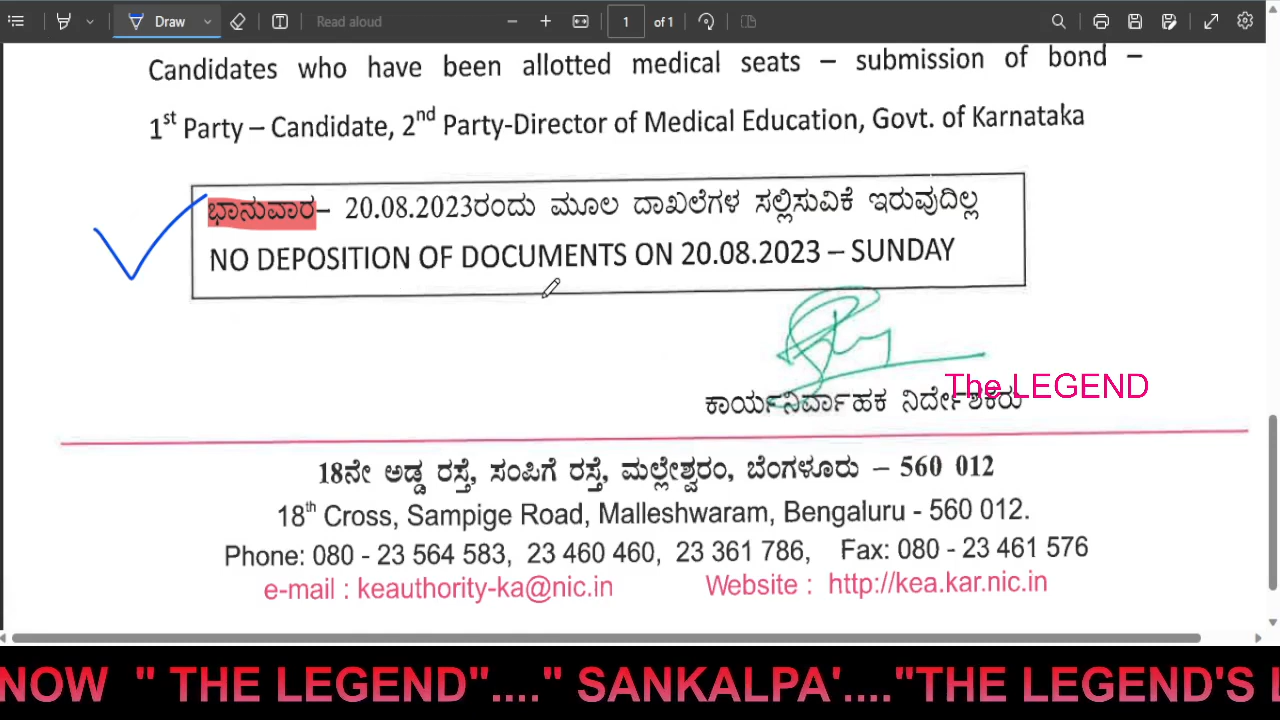 Draw
Read aloud
1 of 1
Candidates who have been allotted medical seats – submission of bond –
1st Party – Candidate, 2nd Party-Director of Medical Education, Govt. of Karnataka
ಭಾನುವಾರ– 20.08.2023ರಂದು ಮೂಲ ದಾಖಲೆಗಳ ಸಲ್ಲಿಸುವಿಕೆ ಇರುವುದಿಲ್ಲ
NO DEPOSITION OF DOCUMENTS ON 20.08.2023 – SUNDAY
The LEGEND
ಕಾರ್ಯನಿರ್ವಾಹಕ ನಿರ್ದೇಶಕರು
18ನೇ ಅಡ್ಡ ರಸ್ತೆ, ಸಂಪಿಗೆ ರಸ್ತೆ, ಮಲ್ಲೇಶ್ವರಂ, ಬೆಂಗಳೂರು – 560 012
18th Cross, Sampige Road, Malleshwaram, Bengaluru - 560 012.
Phone: 080 - 23 564 583, 23 460 460, 23 361 786, Fax: 080 - 23 461 576
e-mail : keauthority-ka@nic.in Website : http://kea.kar.nic.in
NOW " THE LEGEND"...." SANKALPA'...."THE LEGEND'S